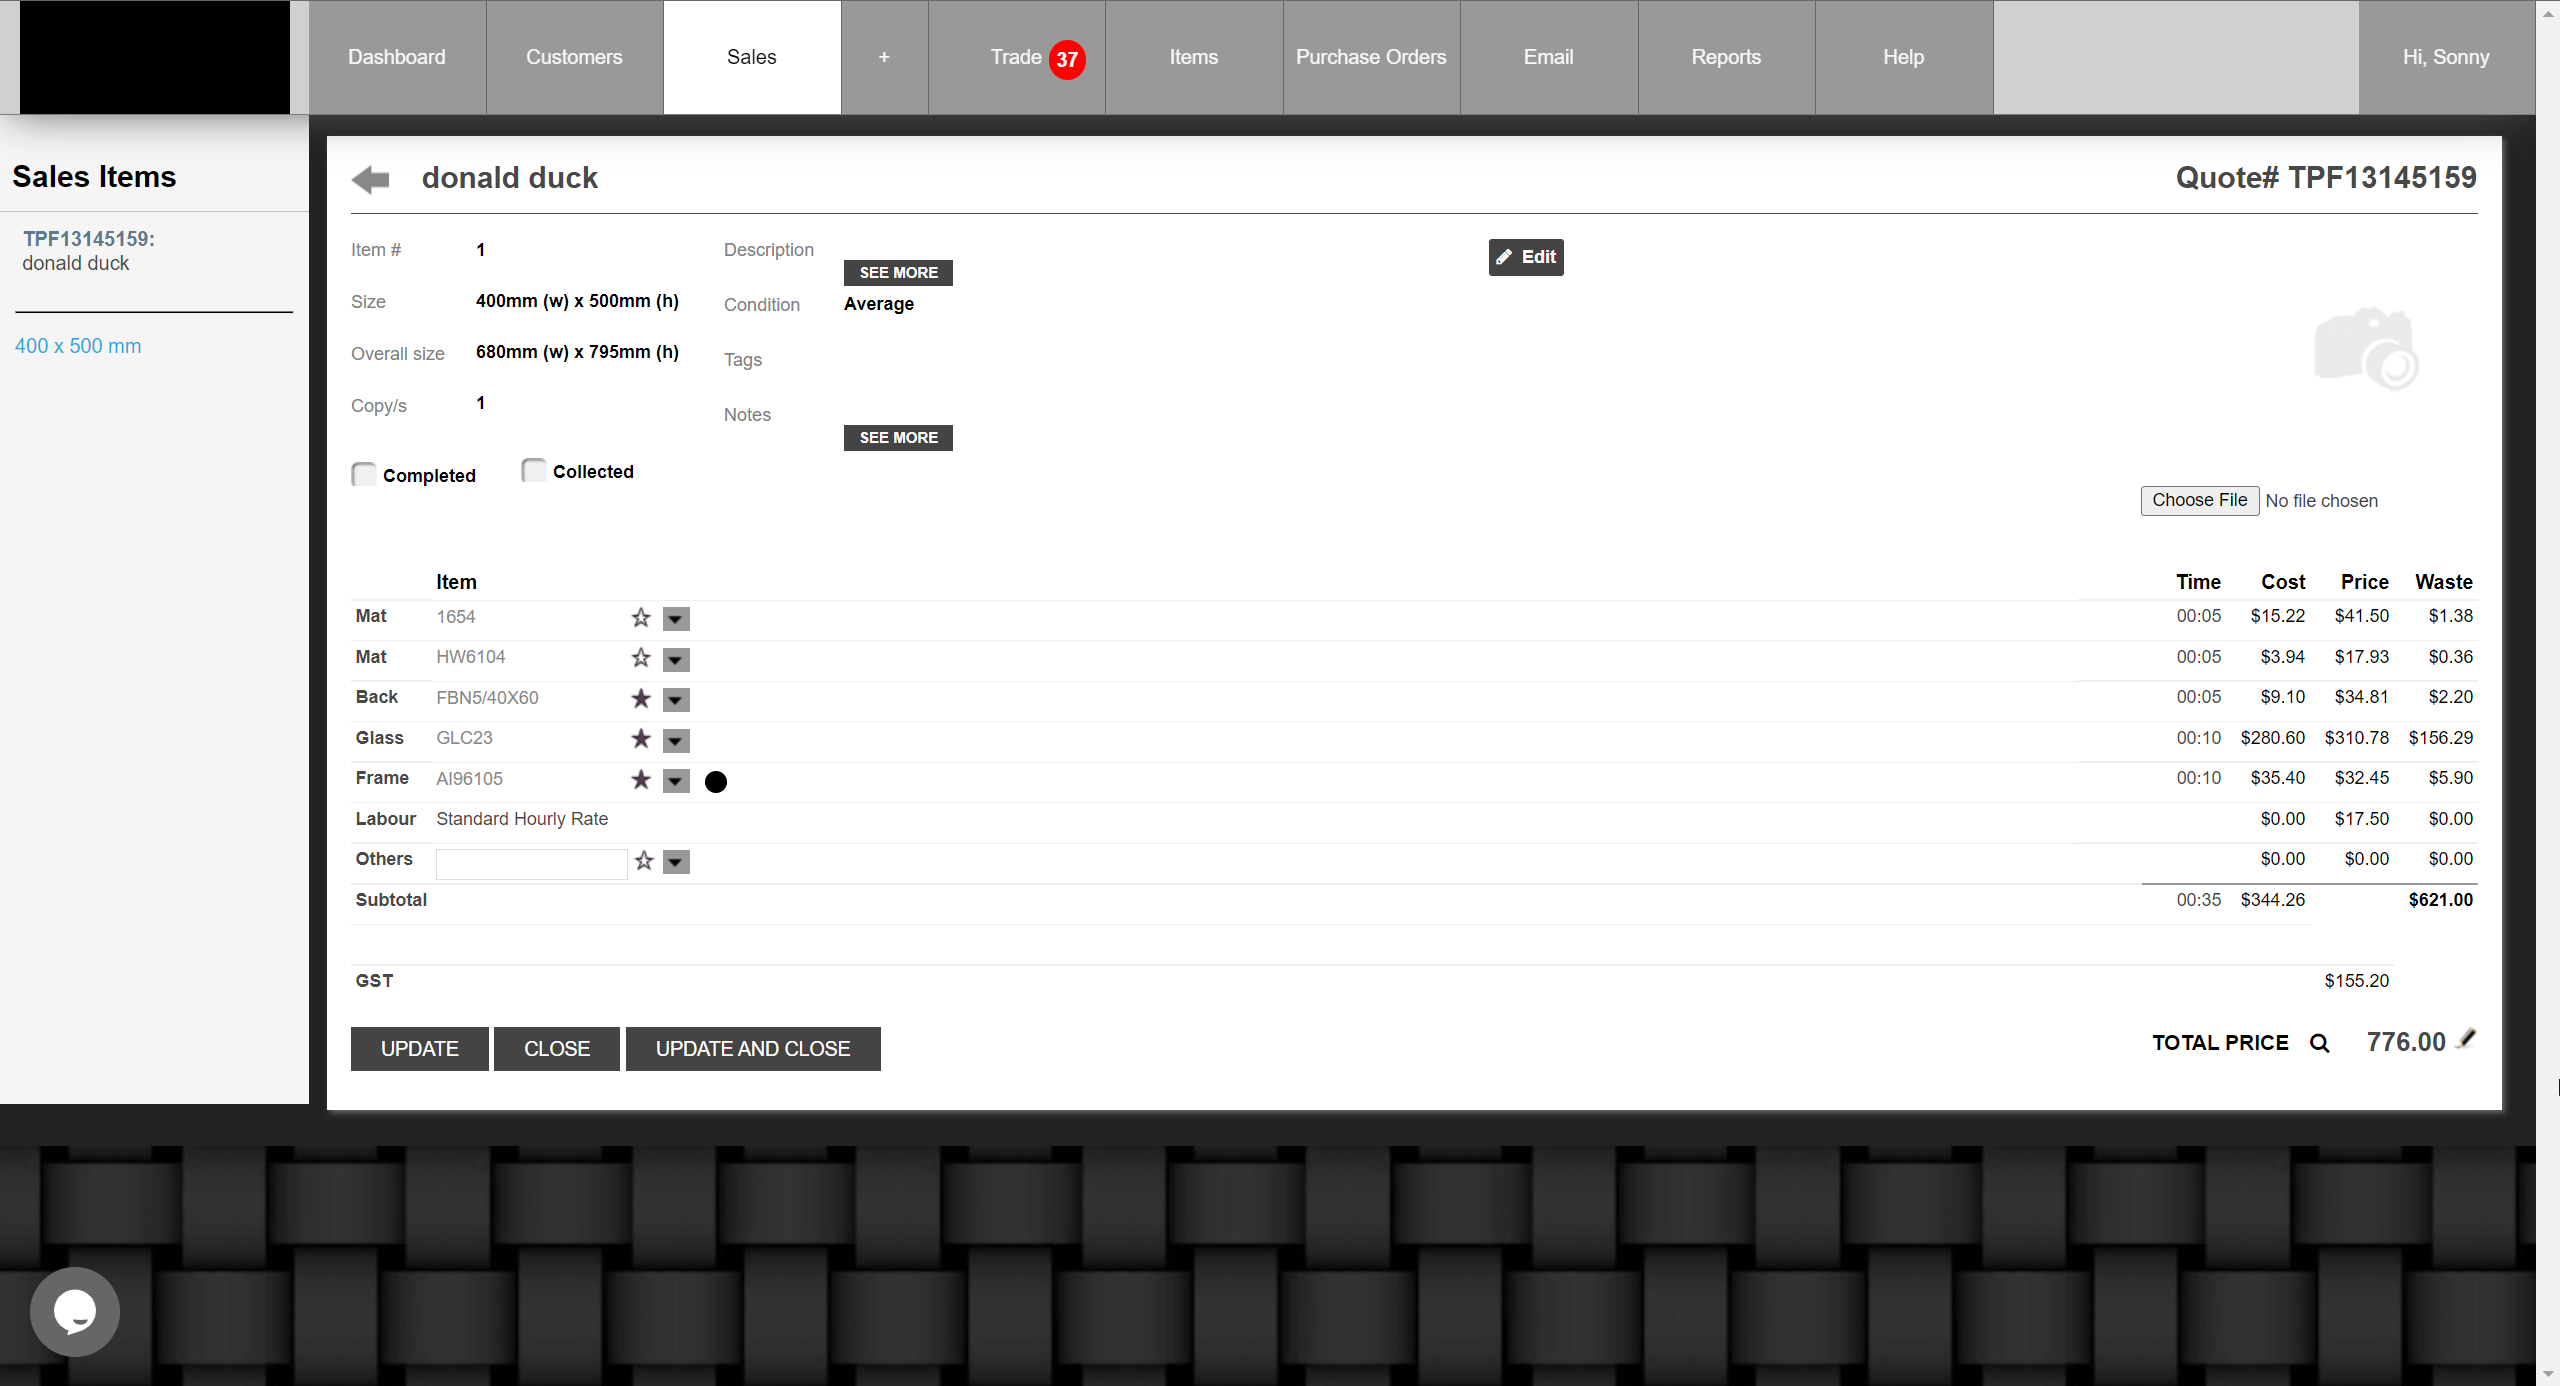 Dashboard Customers Sales + Trade 37 Items Purchase Orders Email Reports Help Hi, Sonny
Sales Items
TPF13145159:
donald duck
400 x 500 mm
donald duck Quote# TPF13145159
Item # 1 Description Edit
SEE MORE
Size 400mm (w) x 500mm (h) Condition Average
Overall size 680mm (w) x 795mm (h) Tags
Copy/s 1 Notes
SEE MORE
Completed Collected
Choose File No file chosen
Item Time Cost Price Waste
Mat 1654 00:05 $15.22 $41.50 $1.38
Mat HW6104 00:05 $3.94 $17.93 $0.36
Back FBN5/40X60 00:05 $9.10 $34.81 $2.20
Glass GLC23 00:10 $280.60 $310.78 $156.29
Frame AI96105 00:10 $35.40 $32.45 $5.90
Labour Standard Hourly Rate $0.00 $17.50 $0.00
Others $0.00 $0.00 $0.00
Subtotal 00:35 $344.26 $621.00
GST $155.20
UPDATE CLOSE UPDATE AND CLOSE TOTAL PRICE 776.00